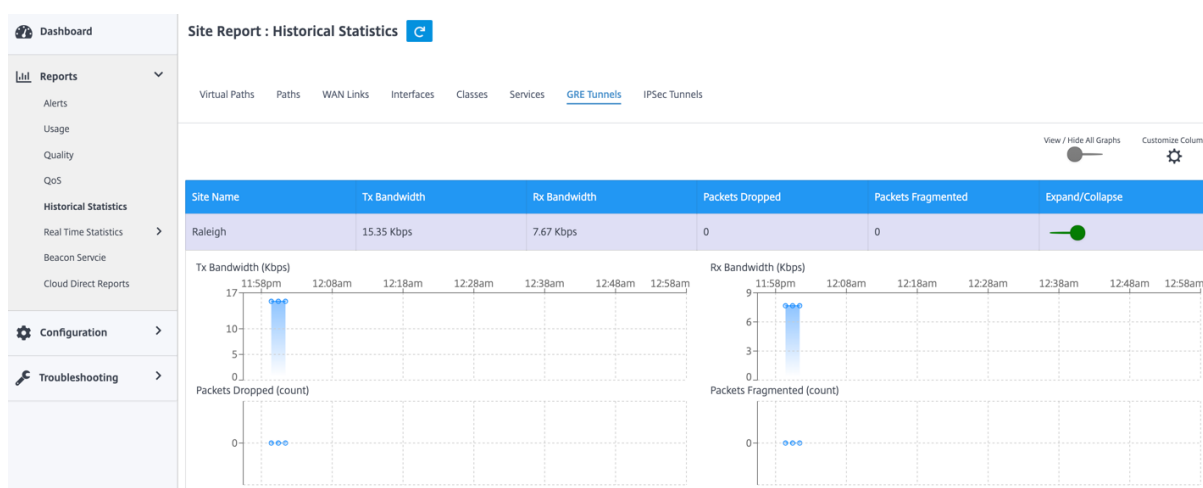 Dashboard
Reports
Alerts
Usage
Quality
QoS
Historical Statistics
Real Time Statistics
Beacon Servcie
Cloud Direct Reports
Configuration
Troubleshooting
Site Report : Historical Statistics
Virtual Paths Paths WAN Links Interfaces Classes Services GRE Tunnels IPSec Tunnels
View / Hide All Graphs Customize Colum
Site Name Tx Bandwidth Rx Bandwidth Packets Dropped Packets Fragmented Expand/Collapse
Raleigh 15.35 Kbps 7.67 Kbps 0 0
Tx Bandwidth (Kbps)
11:58pm 12:08am 12:18am 12:28am 12:38am 12:48am 12:58am
17
10
5
0
Rx Bandwidth (Kbps)
11:58pm 12:08am 12:18am 12:28am 12:38am 12:48am 12:58am
9
6
3
0
Packets Dropped (count)
0
Packets Fragmented (count)
0